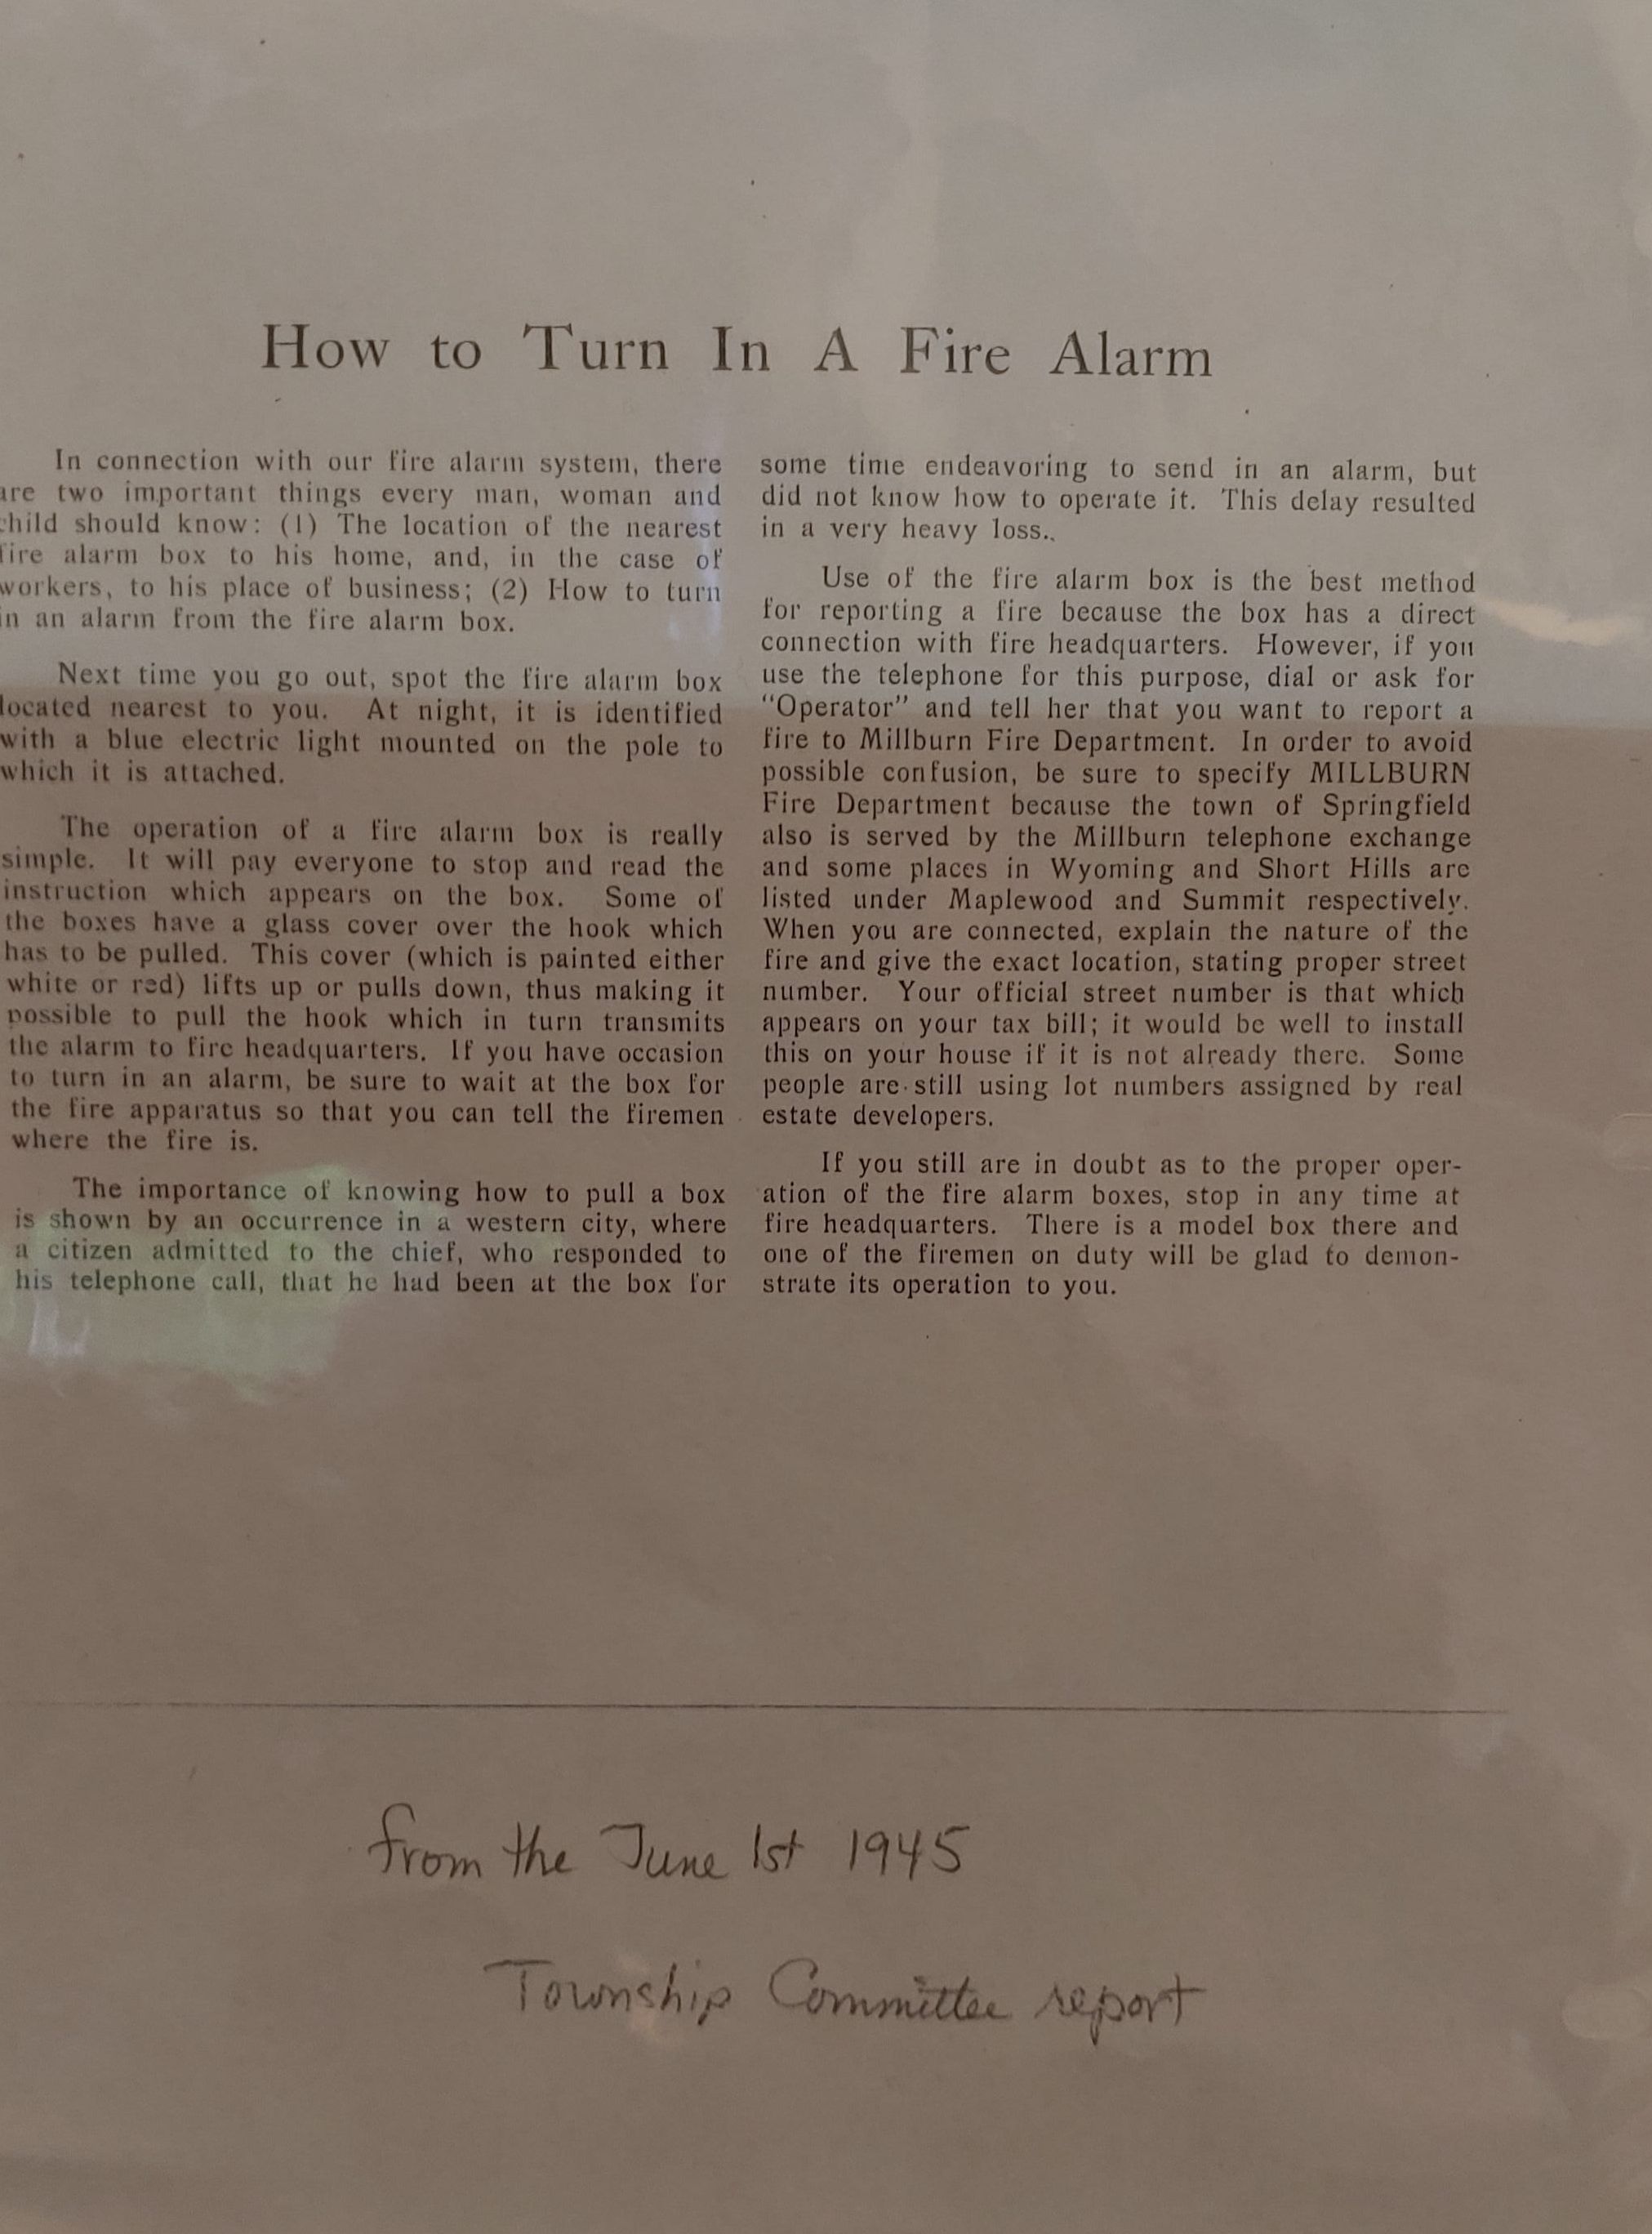 How to Turn In A Fire Alarm
In connection with our fire alarm system, there
are two important things every man, woman and
child should know: (1) The location of the nearest
fire alarm box to his home, and, in the case of
workers, to his place of business; (2) How to turn
in an alarm from the fire alarm box.
Next time you go out, spot the fire alarm box
located nearest to you. At night, it is identified
with a blue electric light mounted on the pole to
which it is attached.
The operation of a fire alarm box is really
simple. It will pay everyone to stop and read the
instruction which appears on the box. Some of
the boxes have a glass cover over the hook which
has to be pulled. This cover (which is painted either
white or red) lifts up or pulls down, thus making it
possible to pull the hook which in turn transmits
the alarm to fire headquarters. If you have occasion
to turn in an alarm, be sure to wait at the box for
the fire apparatus so that you can tell the firemen
where the fire is.
The importance of knowing how to pull a box
is shown by an occurrence in a western city, where
a citizen admitted to the chief, who responded to
his telephone call, that he had been at the box for
some time endeavoring to send in an alarm, but
did not know how to operate it. This delay resulted
in a very heavy loss..
Use of the fire alarm box is the best method
for reporting a fire because the box has a direct
connection with fire headquarters. However, if you
use the telephone for this purpose, dial or ask for
“Operator” and tell her that you want to report a
fire to Millburn Fire Department. In order to avoid
possible confusion, be sure to specify MILLBURN
Fire Department because the town of Springfield
also is served by the Millburn telephone exchange
and some places in Wyoming and Short Hills are
listed under Maplewood and Summit respectively.
When you are connected, explain the nature of the
fire and give the exact location, stating proper street
number. Your official street number is that which
appears on your tax bill; it would be well to install
this on your house if it is not already there. Some
people are still using lot numbers assigned by real
estate developers.
If you still are in doubt as to the proper oper-
ation of the fire alarm boxes, stop in any time at
fire headquarters. There is a model box there and
one of the firemen on duty will be glad to demon-
strate its operation to you.
from the June 1st 1945
Township Committee report